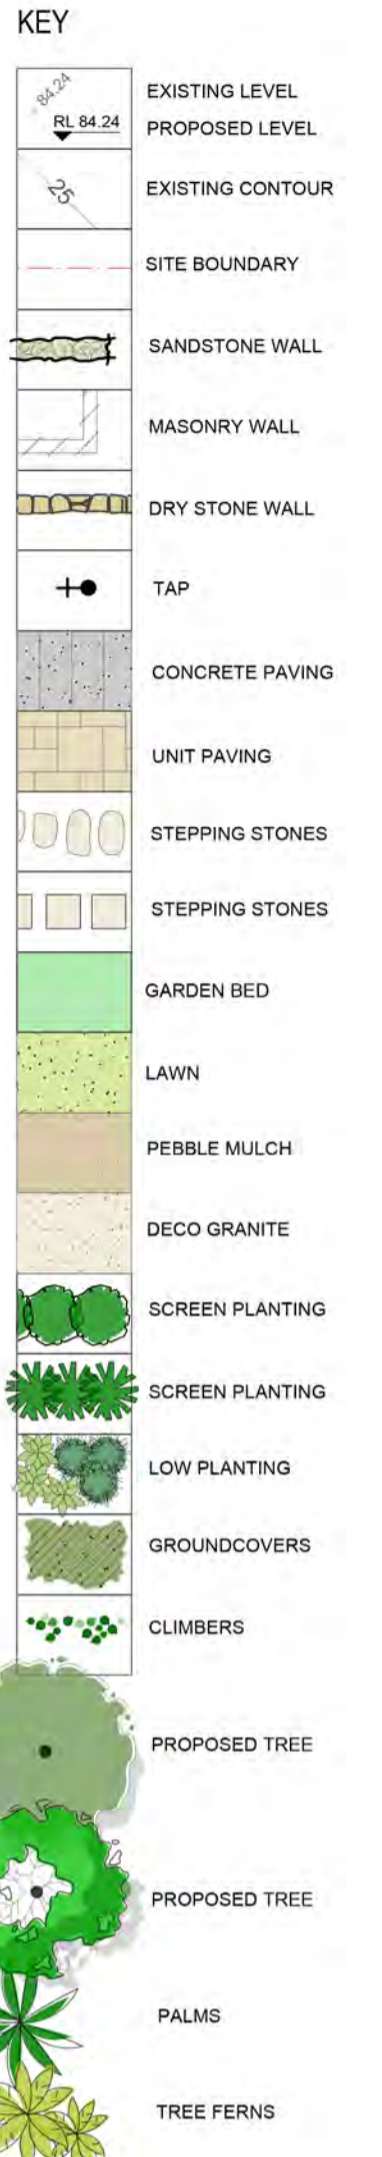 KEY
84.24
EXISTING LEVEL
RL 84.24
PROPOSED LEVEL
25
EXISTING CONTOUR
SITE BOUNDARY
SANDSTONE WALL
MASONRY WALL
DRY STONE WALL
TAP
CONCRETE PAVING
UNIT PAVING
STEPPING STONES
STEPPING STONES
GARDEN BED
LAWN
PEBBLE MULCH
DECO GRANITE
SCREEN PLANTING
SCREEN PLANTING
LOW PLANTING
GROUNDCOVERS
CLIMBERS
PROPOSED TREE
PROPOSED TREE
PALMS
TREE FERNS